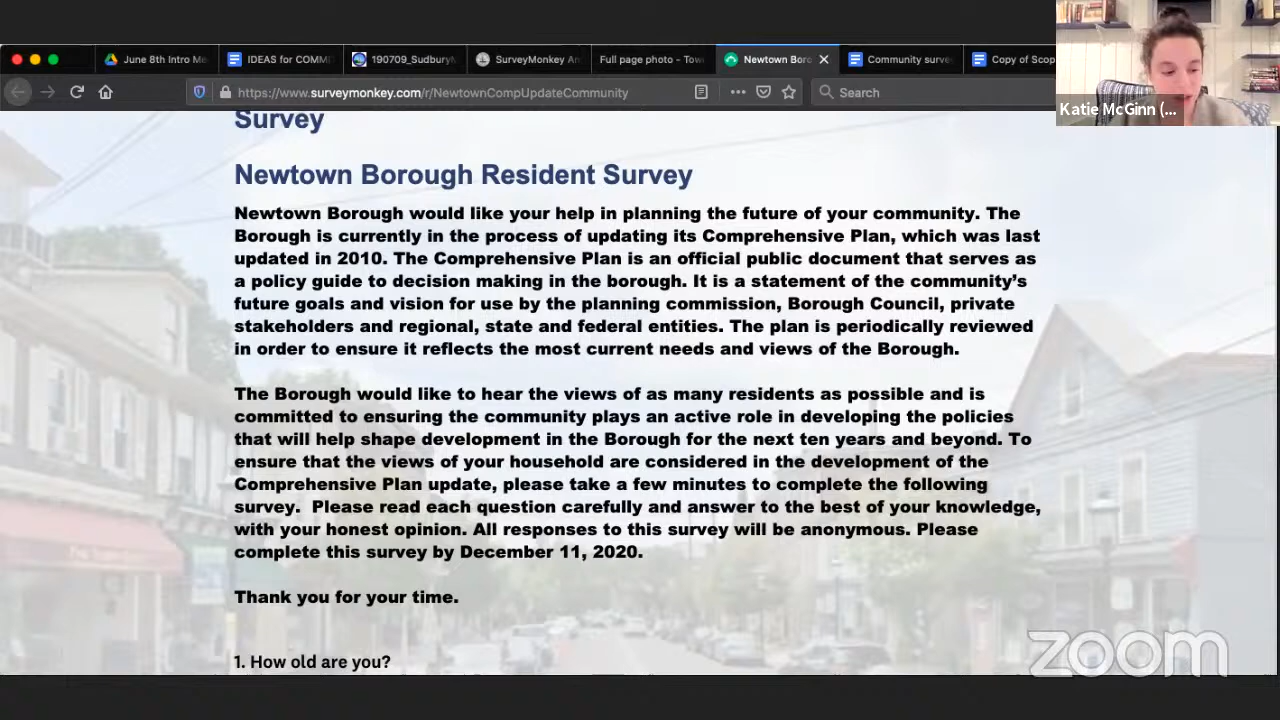 June 8th Intro Me
IDEAS for COMM
190709_Sudbury
SurveyMonkey An
Full page photo - Tow
Newtown Boro
Community surve
Copy of Scop
https://www.surveymonkey.com/r/NewtownCompUpdateCommunity
Search
Katie McGinn (...
Survey
Newtown Borough Resident Survey
Newtown Borough would like your help in planning the future of your community. The
Borough is currently in the process of updating its Comprehensive Plan, which was last
updated in 2010. The Comprehensive Plan is an official public document that serves as
a policy guide to decision making in the borough. It is a statement of the community's
future goals and vision for use by the planning commission, Borough Council, private
stakeholders and regional, state and federal entities. The plan is periodically reviewed
in order to ensure it reflects the most current needs and views of the Borough.
The Borough would like to hear the views of as many residents as possible and is
committed to ensuring the community plays an active role in developing the policies
that will help shape development in the Borough for the next ten years and beyond. To
ensure that the views of your household are considered in the development of the
Comprehensive Plan update, please take a few minutes to complete the following
survey. Please read each question carefully and answer to the best of your knowledge,
with your honest opinion. All responses to this survey will be anonymous. Please
complete this survey by December 11, 2020.
Thank you for your time.
1. How old are you?
zoom